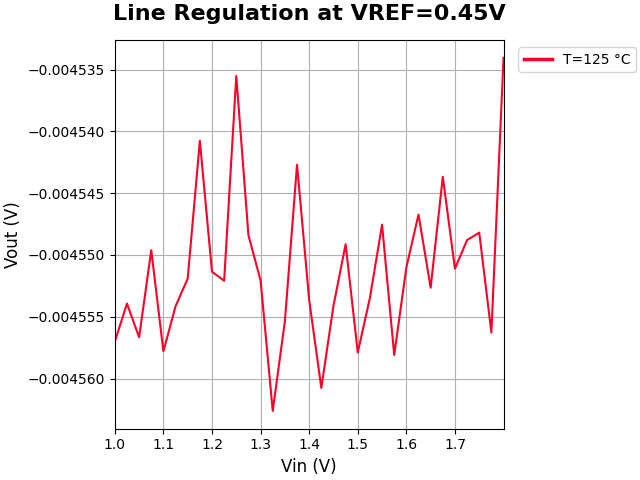 Line Regulation at VREF=0.45V
T=125 °C
Vout (V)
−0.004535
−0.004540
−0.004545
−0.004550
−0.004555
−0.004560
1.0 1.1 1.2 1.3 1.4 1.5 1.6 1.7
Vin (V)